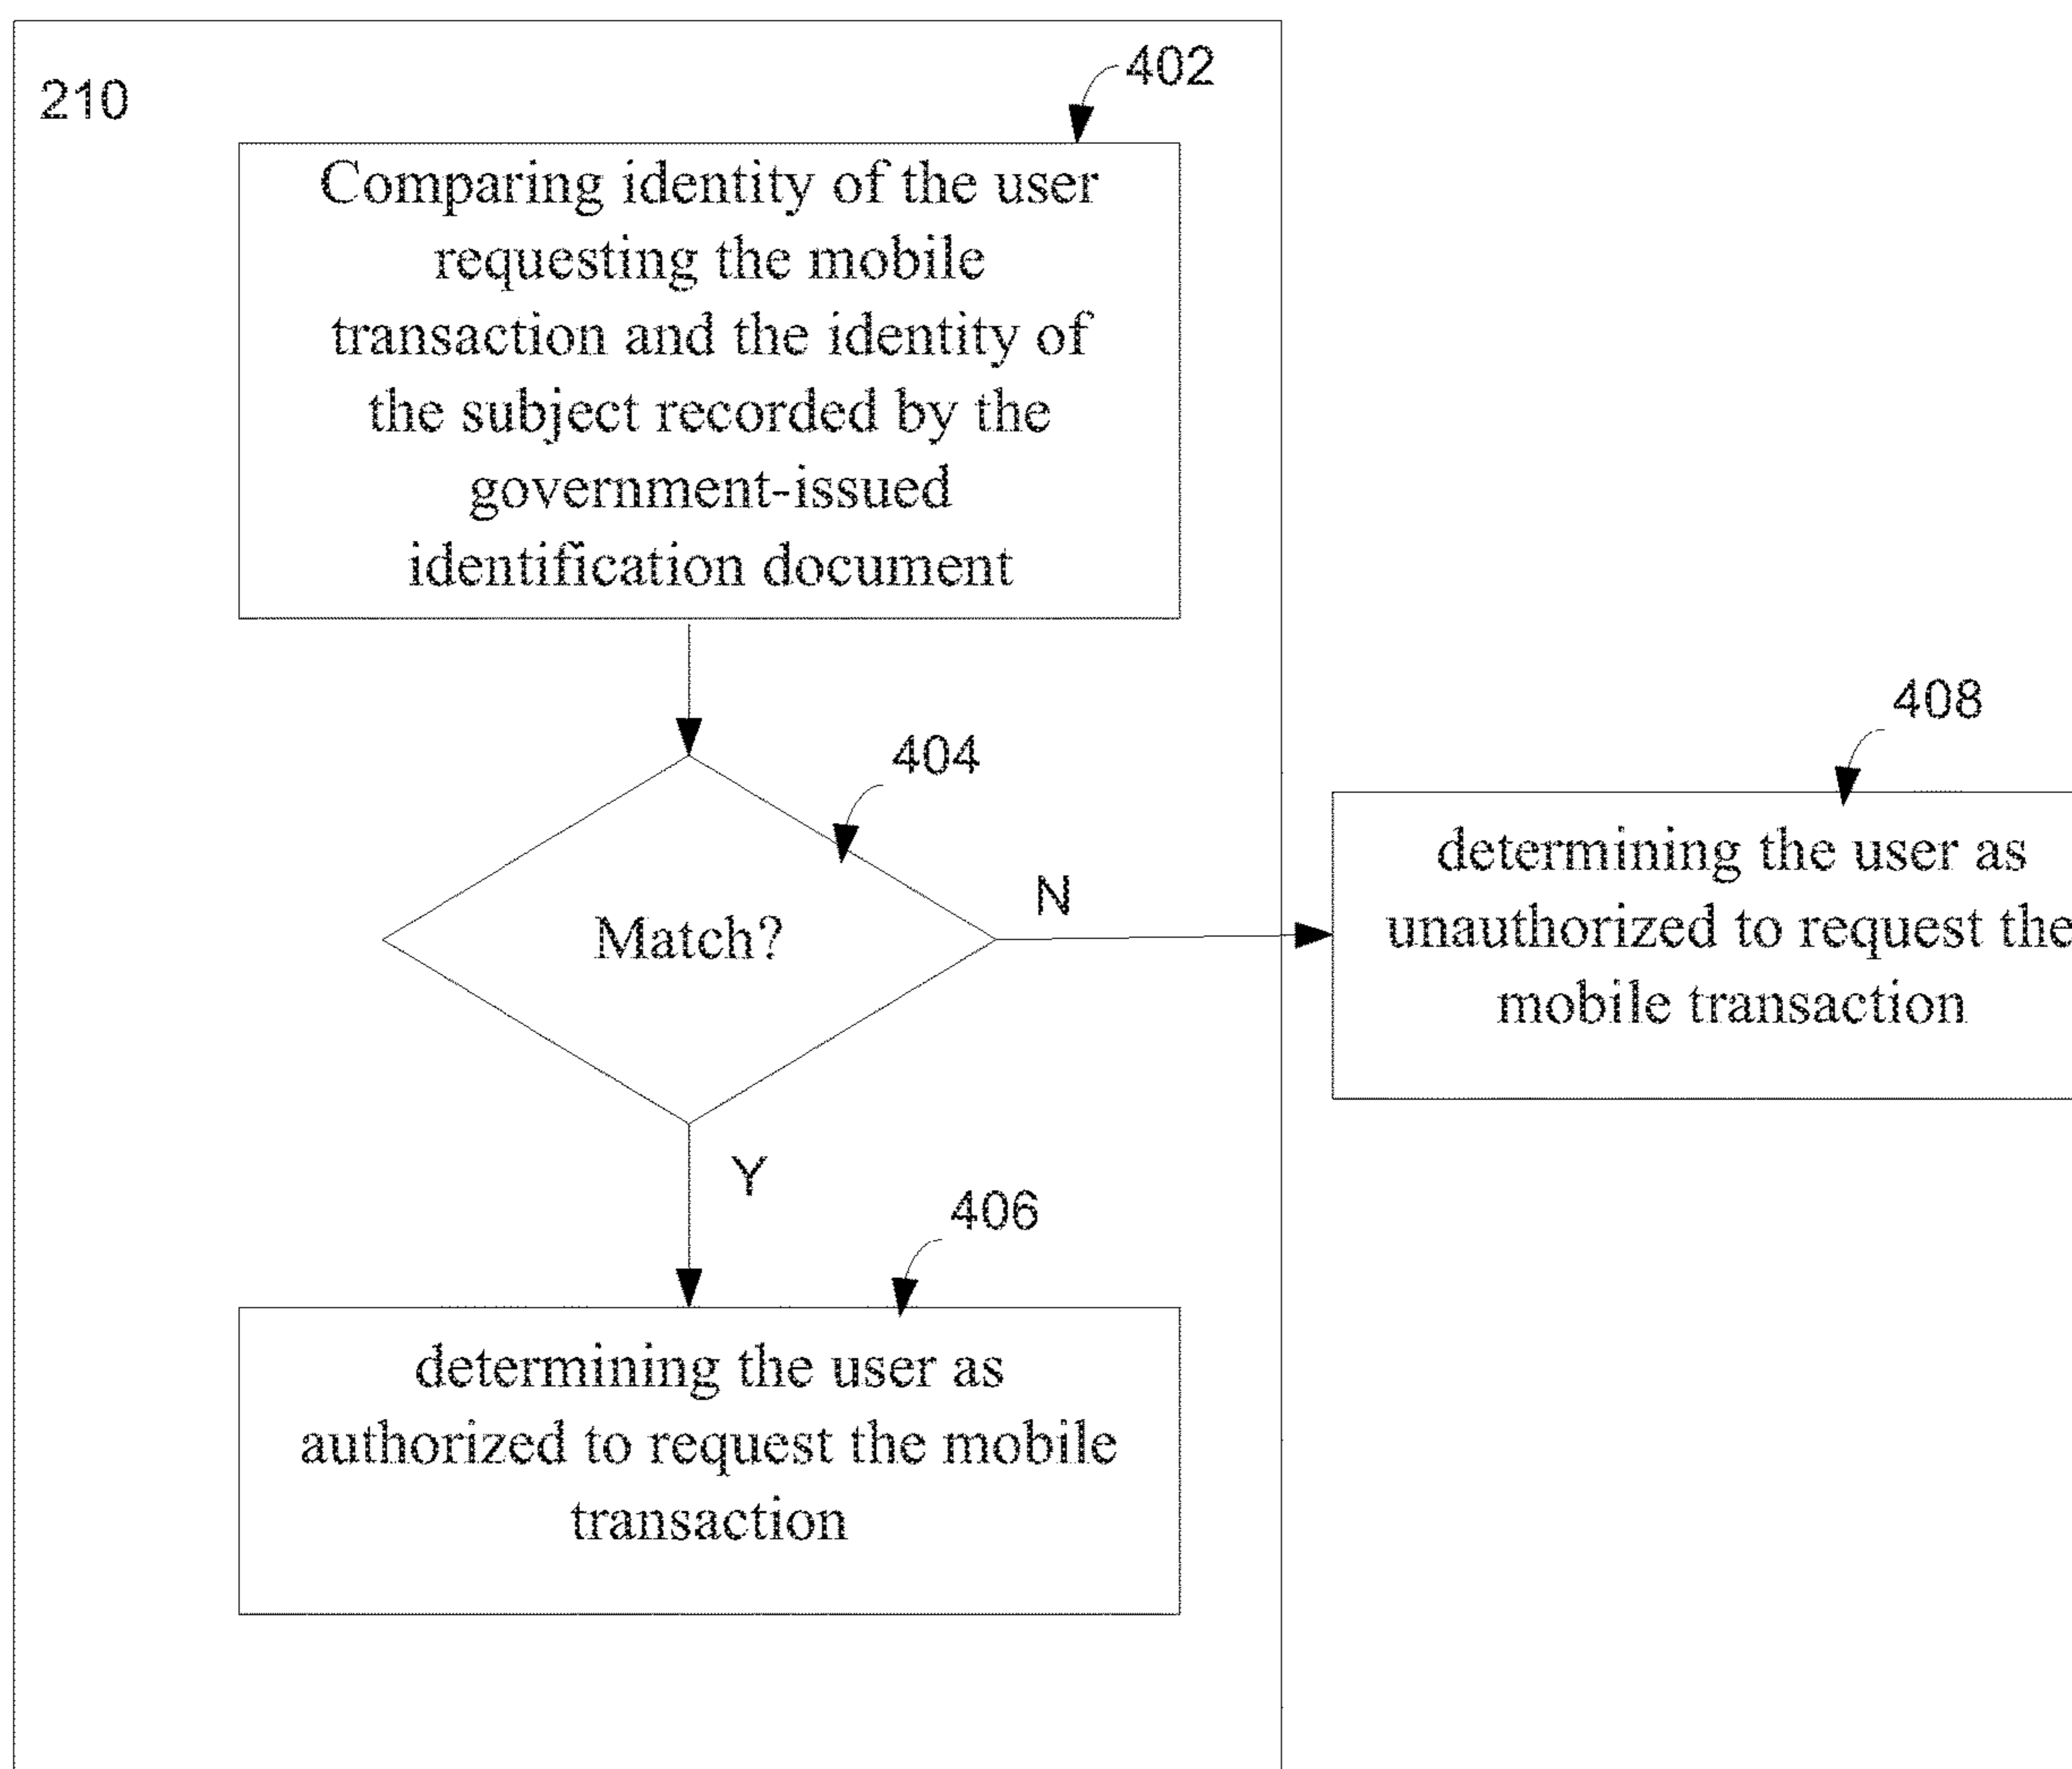 210
402
Comparing identity of the user
requesting the mobile
transaction and the identity of
the subject recorded by the
government-issued
identification document
404
Match?
N
408
determining the user as
unauthorized to request the
mobile transaction
Y
406
determining the user as
authorized to request the mobile
transaction